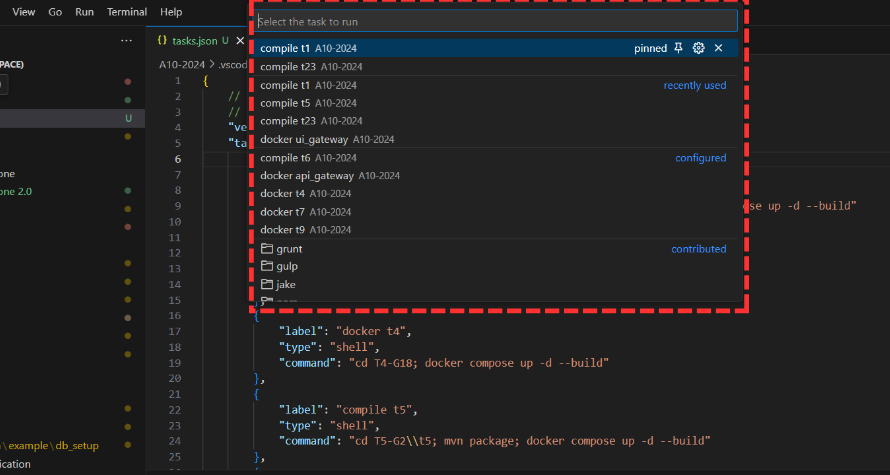 View Go Run Terminal Help
Select the task to run
tasks.json U
compile t1 A10-2024 pinned
compile t23 A10-2024
compile t1 A10-2024 recently used
compile t5 A10-2024
compile t23 A10-2024
docker ui_gateway A10-2024
compile t6 A10-2024 configured
docker api_gateway A10-2024
docker t4 A10-2024
docker t7 A10-2024
docker t9 A10-2024
grunt contributed
gulp
jake
PACE)
U
one
one 2.0
\example\db_setup
ication
A10-2024 > .vscod
1 {
2 //
3 //
4 "ve
5 "ta
6
7
8
9 ose up -d --build"
10
11
12
13
14
15 },
16 {
17 "label": "docker t4",
18 "type": "shell",
19 "command": "cd T4-G18; docker compose up -d --build"
20 },
21 {
22 "label": "compile t5",
23 "type": "shell",
24 "command": "cd T5-G2\\t5; mvn package; docker compose up -d --build"
25 },